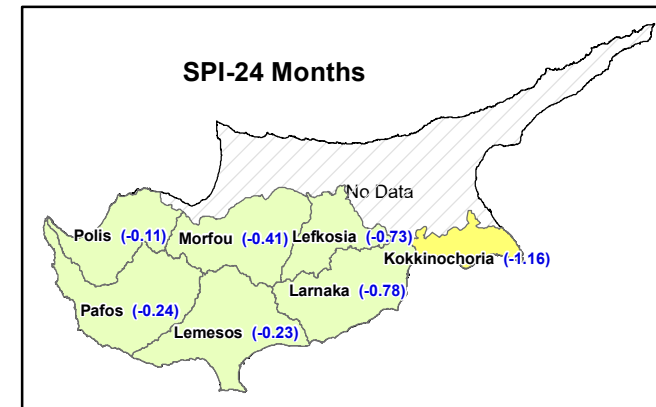 SPI-24 Months
No Data
Polis (-0.11)
Morfou (-0.41)
Lefkosia (-0.73)
Kokkinochoria (-1.16)
Larnaka (-0.78)
Pafos (-0.24)
Lemesos (-0.23)